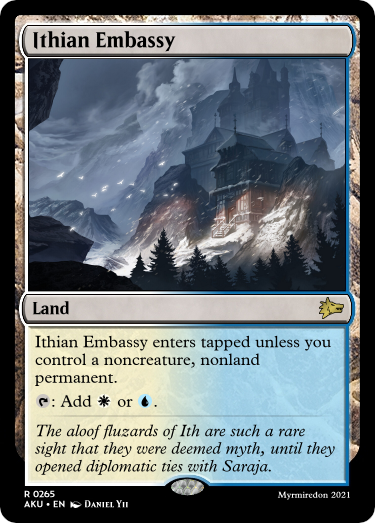 Ithian Embassy
Land
Ithian Embassy enters tapped unless you
control a noncreature, nonland
permanent.
: Add or .
The aloof fluzards of Ith are such a rare
sight that they were deemed myth, until they
opened diplomatic ties with Saraja.
R 0265
AKU • EN Daniel Yii
Myrmiredon 2021